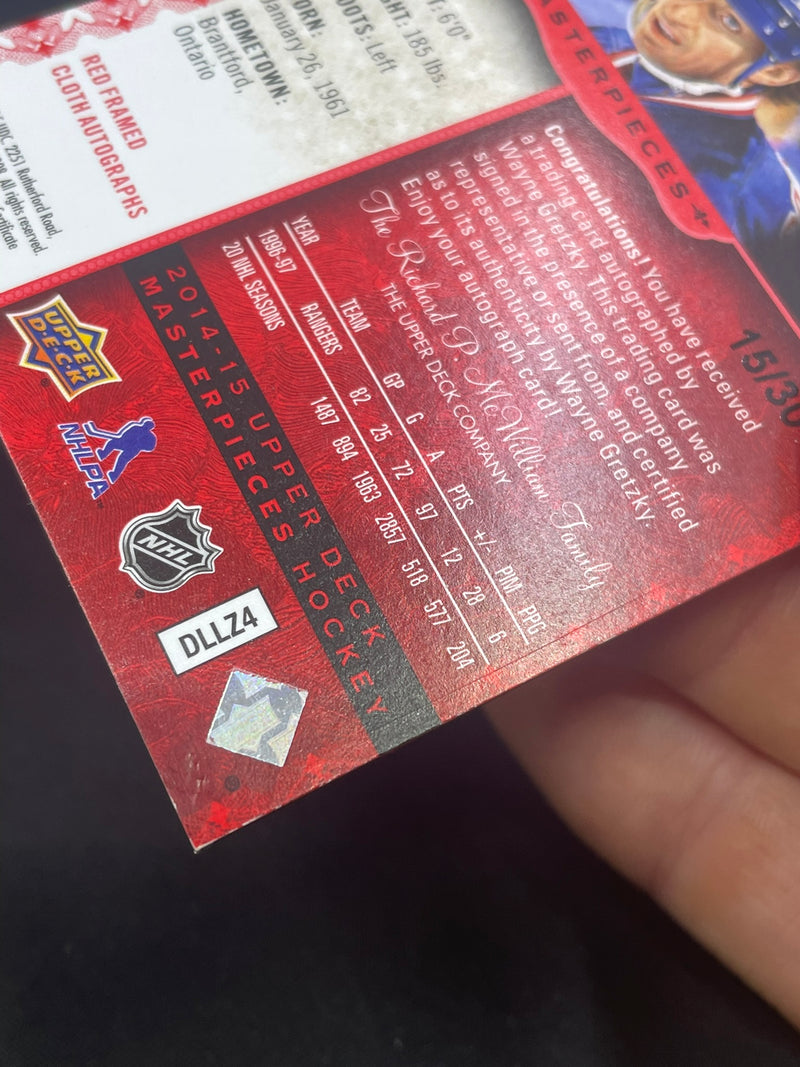 MASTERPIECES
15/30
T: 6'0"
GHT: 185 lbs.
OOTS: Left
ORN:
January 26, 1961
HOMETOWN:
Brantford,
Ontario
RED FRAMED
CLOTH AUTOGRAPHS
2251 Rutherford Road,
All rights reserved.
Certificate
Congratulations! You have received
a trading card autographed by
Wayne Gretzky. This trading card was
signed in the presence of a company
representative or sent from, and certified
as to its authenticity by Wayne Gretzky.
Enjoy your autograph card!
The Richard P. McWilliam Family
THE UPPER DECK COMPANY
YEAR TEAM GP G A PTS +/- PIM PPG
1996-97 RANGERS 82 25 72 97 12 28 6
20 NHL SEASONS 1487 894 1963 2857 518 577 204
2014-15 UPPER DECK
MASTERPIECES HOCKEY
UPPER
DECK
NHLPA
NHL
DLLZ4